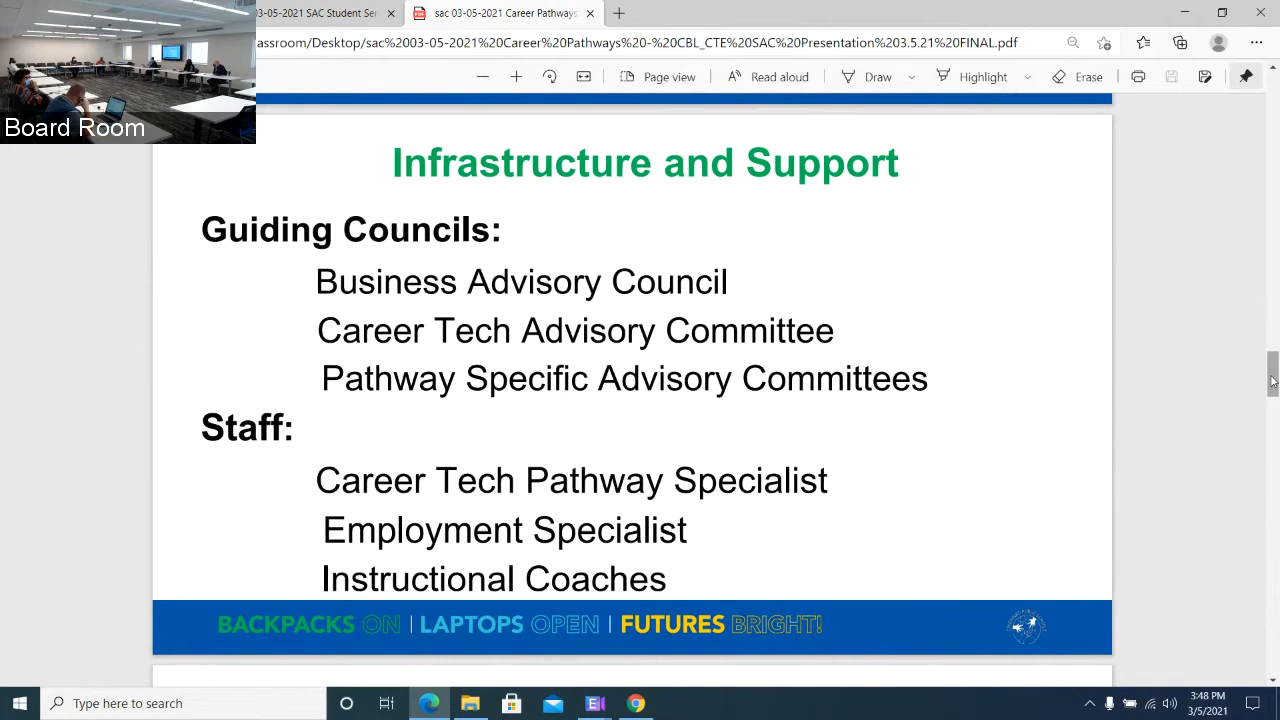 03-05-2021 SAC Student Ser
sac 03-05-2021 Career Pathways
assroom/Desktop/sac%2003-05-2021%20Career%20Pathways%20-%20CBL_CTE%20SAC%20Presentation%203.5.21%20FINAL.pdf
Page view
Read aloud
Draw
Highlight
Erase
Board Room
Infrastructure and Support
Guiding Councils:
Business Advisory Council
Career Tech Advisory Committee
Pathway Specific Advisory Committees
Staff:
Career Tech Pathway Specialist
Employment Specialist
Instructional Coaches
BACKPACKS ON | LAPTOPS OPEN | FUTURES BRIGHT!
Type here to search
3:48 PM
3/5/2021